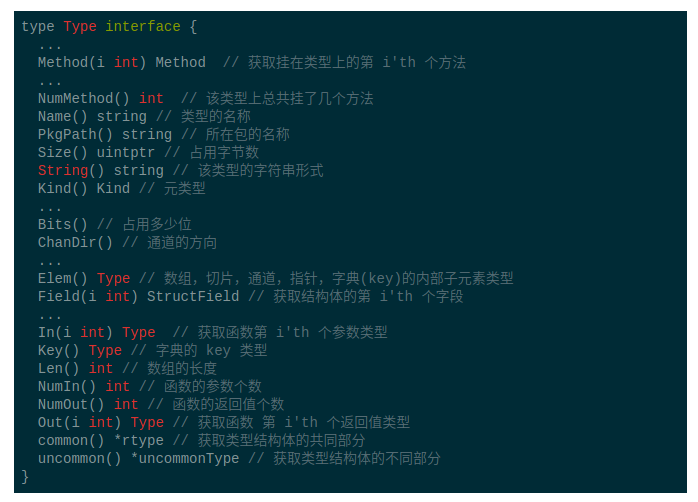 type Type interface {
...
Method(i int) Method // 获取挂在类型上的第 i'th 个方法
...
NumMethod() int // 该类型上总共挂了几个方法
Name() string // 类型的名称
PkgPath() string // 所在包的名称
Size() uintptr // 占用字节数
String() string // 该类型的字符串形式
Kind() Kind // 元类型
...
Bits() // 占用多少位
ChanDir() // 通道的方向
...
Elem() Type // 数组，切片，通道，指针，字典(key)的内部子元素类型
Field(i int) StructField // 获取结构体的第 i'th 个字段
...
In(i int) Type // 获取函数第 i'th 个参数类型
Key() Type // 字典的 key 类型
Len() int // 数组的长度
NumIn() int // 函数的参数个数
NumOut() int // 函数的返回值个数
Out(i int) Type // 获取函数 第 i'th 个返回值类型
common() *rtype // 获取类型结构体的共同部分
uncommon() *uncommonType // 获取类型结构体的不同部分
}